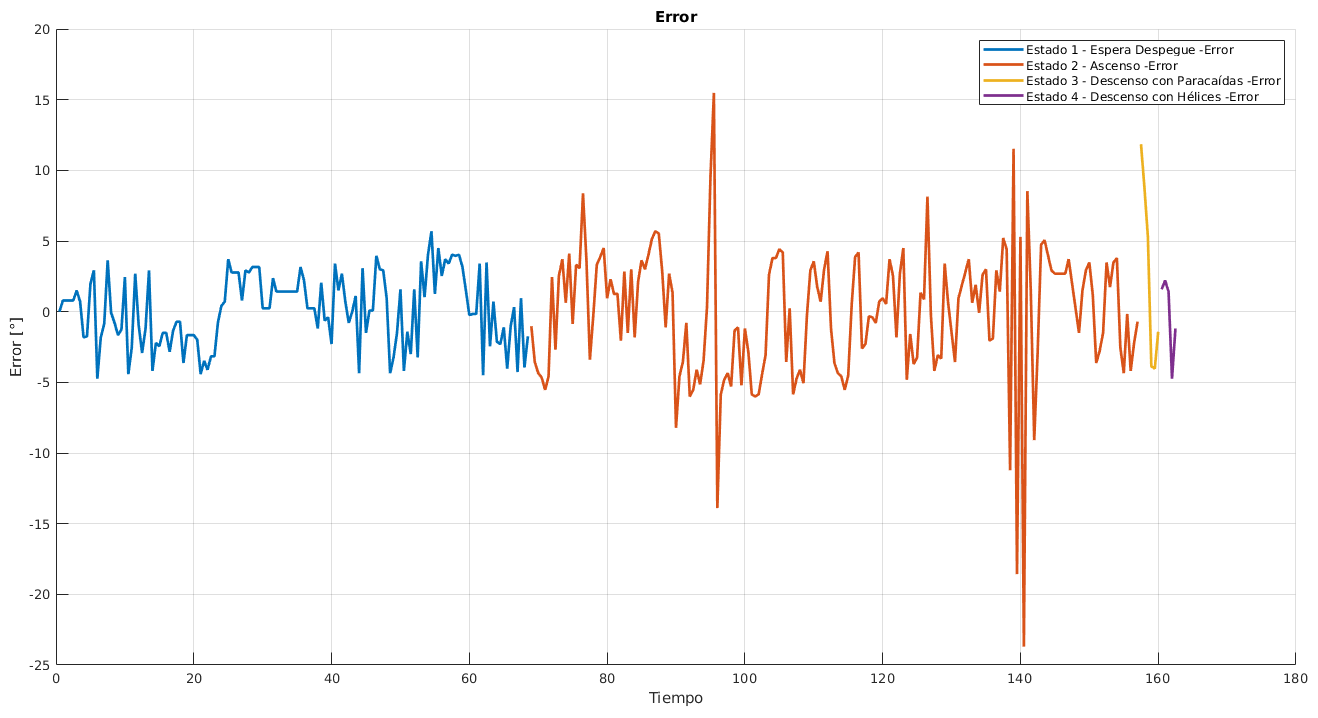 Error
20
15
10
5
0
-5
-10
-15
-20
-25
Error [°]
Estado 1 - Espera Despegue -Error
Estado 2 - Ascenso -Error
Estado 3 - Descenso con Paracaídas -Error
Estado 4 - Descenso con Hélices -Error
0 20 40 60 80 100 120 140 160 180
Tiempo